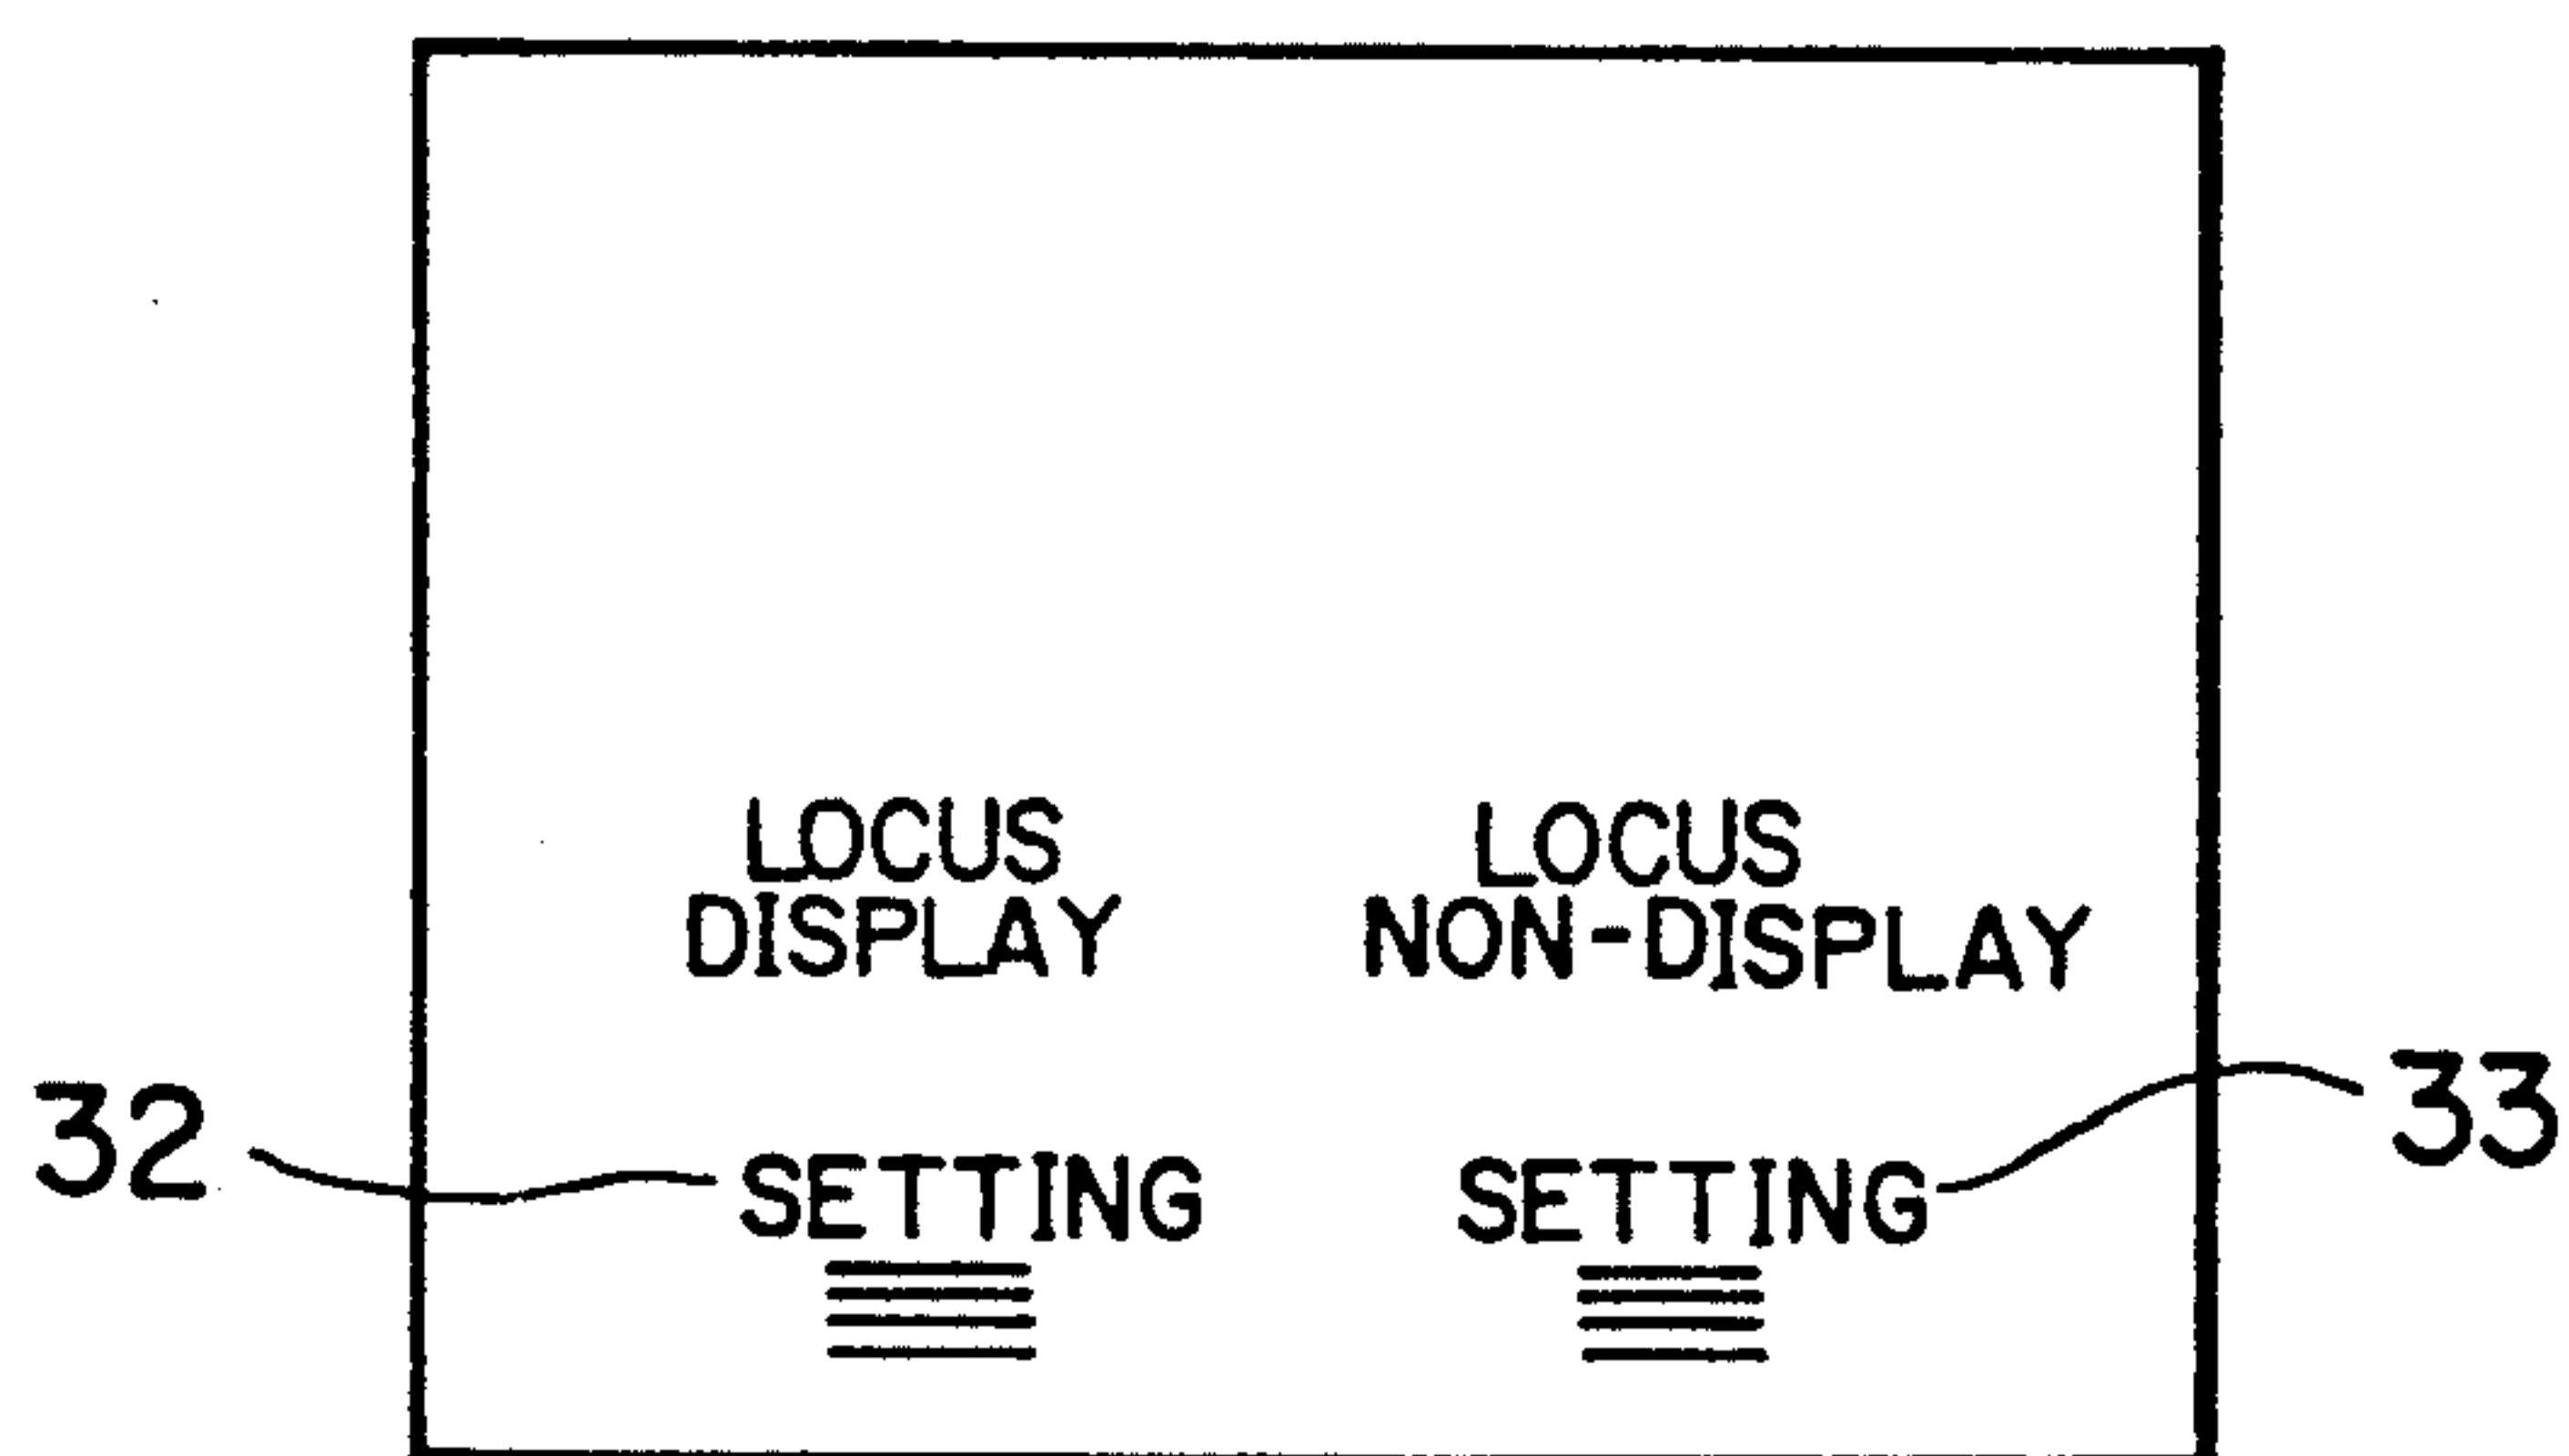 LOCUS
DISPLAY
LOCUS
NON-DISPLAY
32
SETTING
SETTING
33